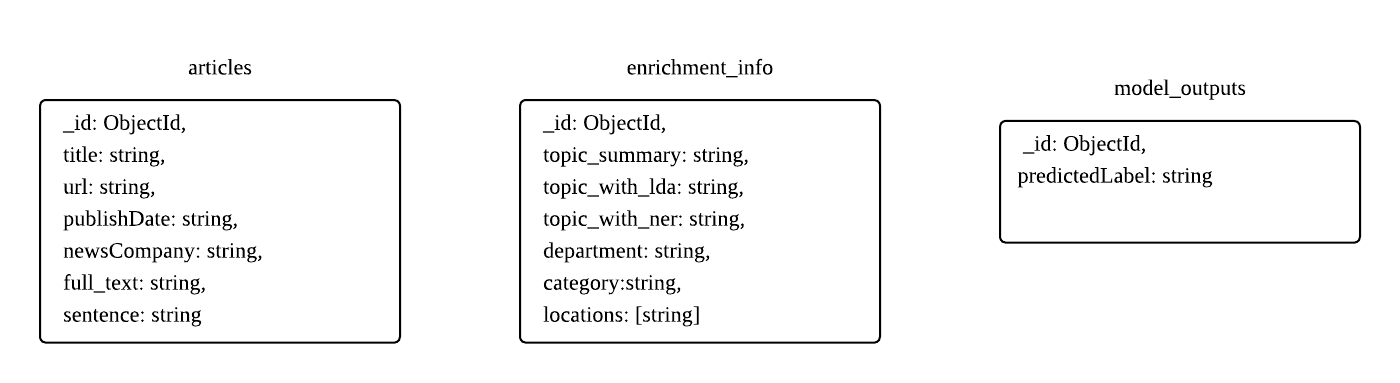 articles
_id: ObjectId,
title: string,
url: string,
publishDate: string,
newsCompany: string,
full_text: string,
sentence: string
enrichment_info
_id: ObjectId,
topic_summary: string,
topic_with_lda: string,
topic_with_ner: string,
department: string,
category:string,
locations: [string]
model_outputs
_id: ObjectId,
predictedLabel: string